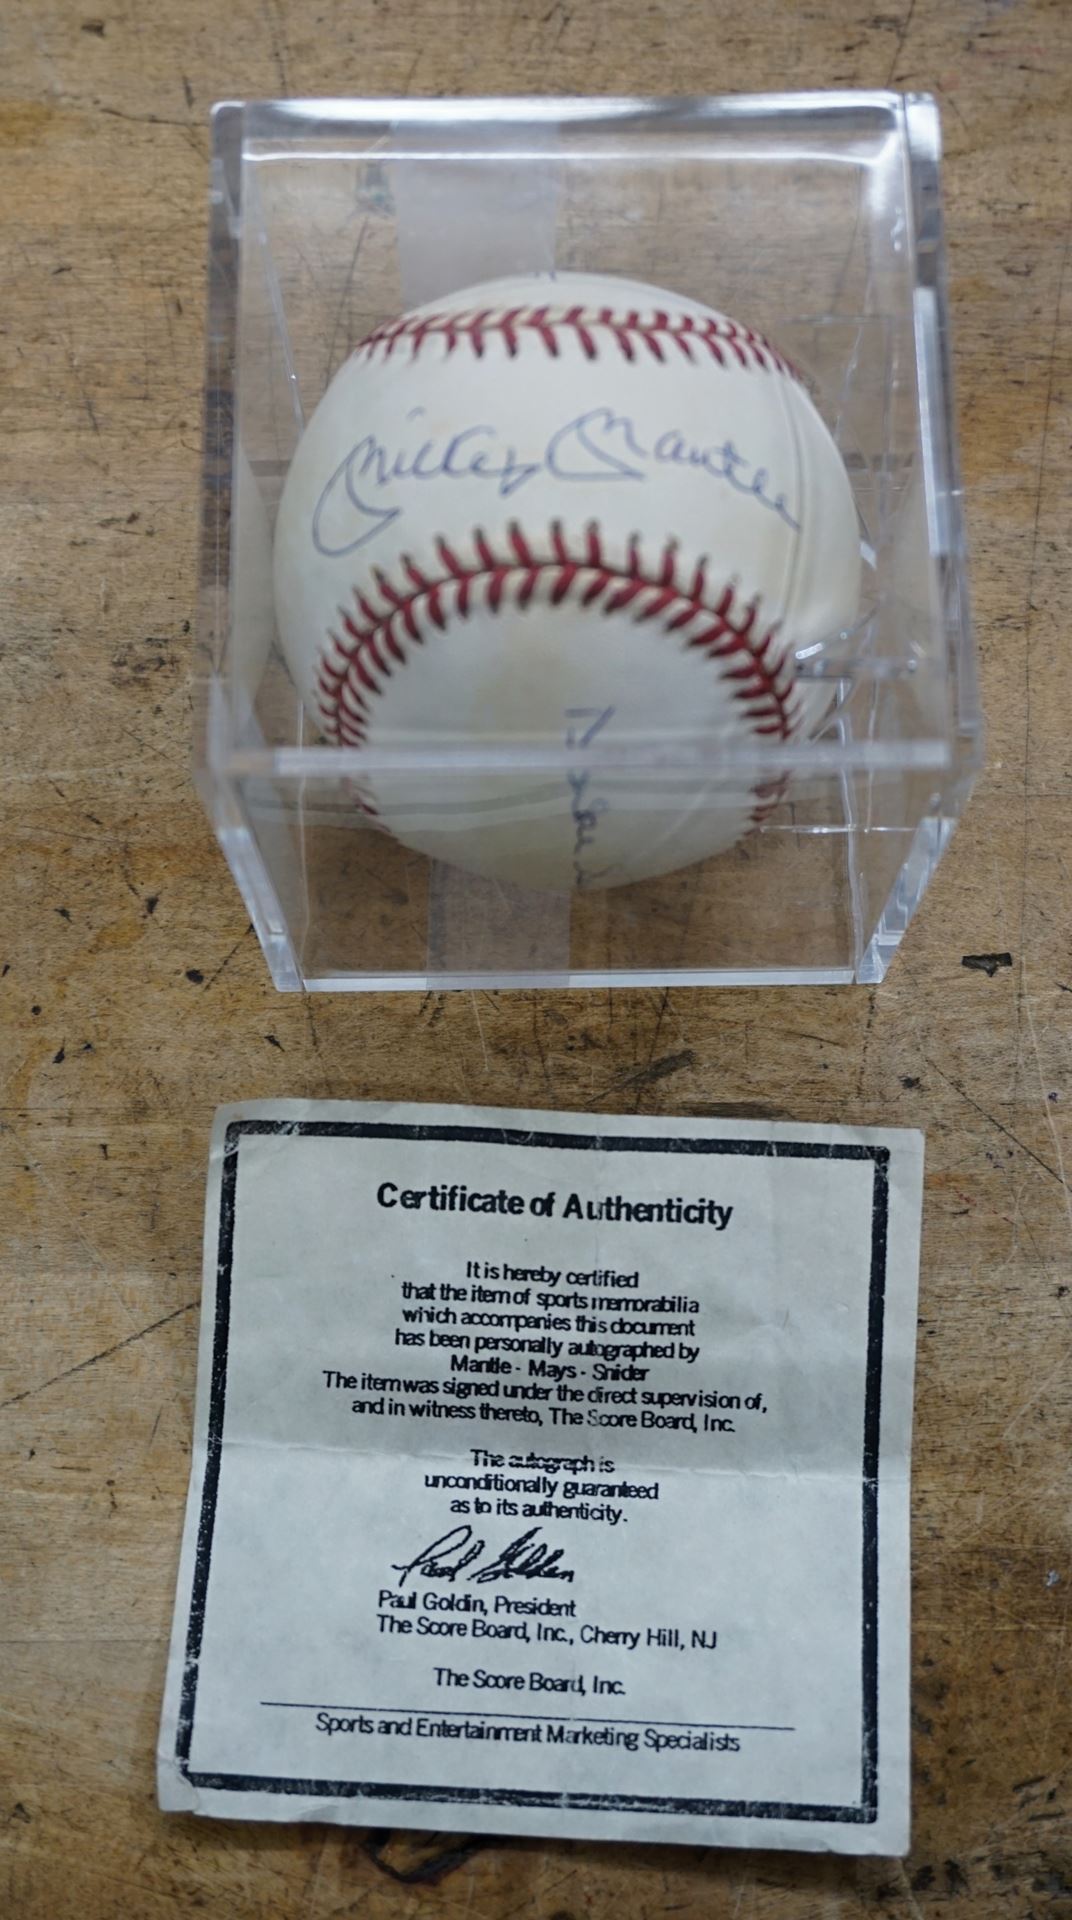 Mickey Mantle
Certificate of Authenticity
It is hereby certified
that the item of sports memorabilia
which accompanies this document
has been personally autographed by
Mantle - Mays - Snider
The item was signed under the direct supervision of,
and in witness thereto, The Score Board, Inc.
The autograph is
unconditionally guaranteed
as to its authenticity.
Paul Goldin
Paul Goldin, President
The Score Board, Inc., Cherry Hill, NJ
The Score Board, Inc.
Sports and Entertainment Marketing Specialists